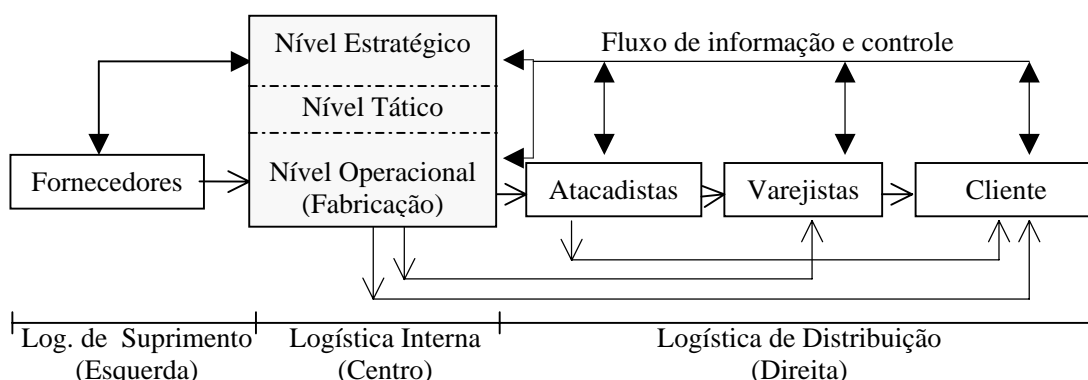 Nível Estratégico
Fluxo de informação e controle
Nível Tático
Nível Operacional
(Fabricação)
Fornecedores
Atacadistas
Varejistas
Cliente
Log. de Suprimento
(Esquerda)
Logística Interna
(Centro)
Logística de Distribuição
(Direita)